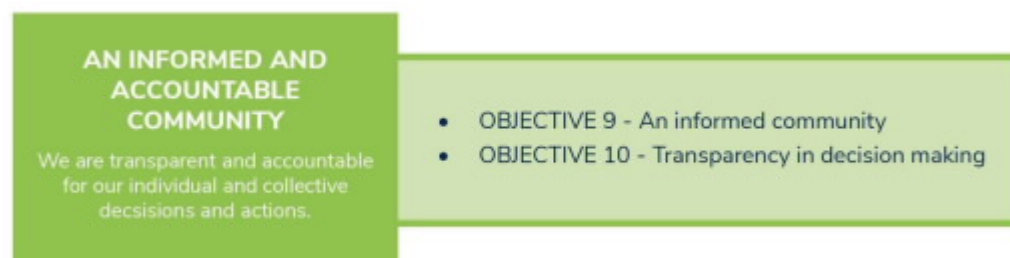 AN INFORMED AND
ACCOUNTABLE
COMMUNITY
We are transparent and accountable
for our individual and collective
decsisions and actions.
• OBJECTIVE 9 - An informed community
• OBJECTIVE 10 - Transparency in decision making